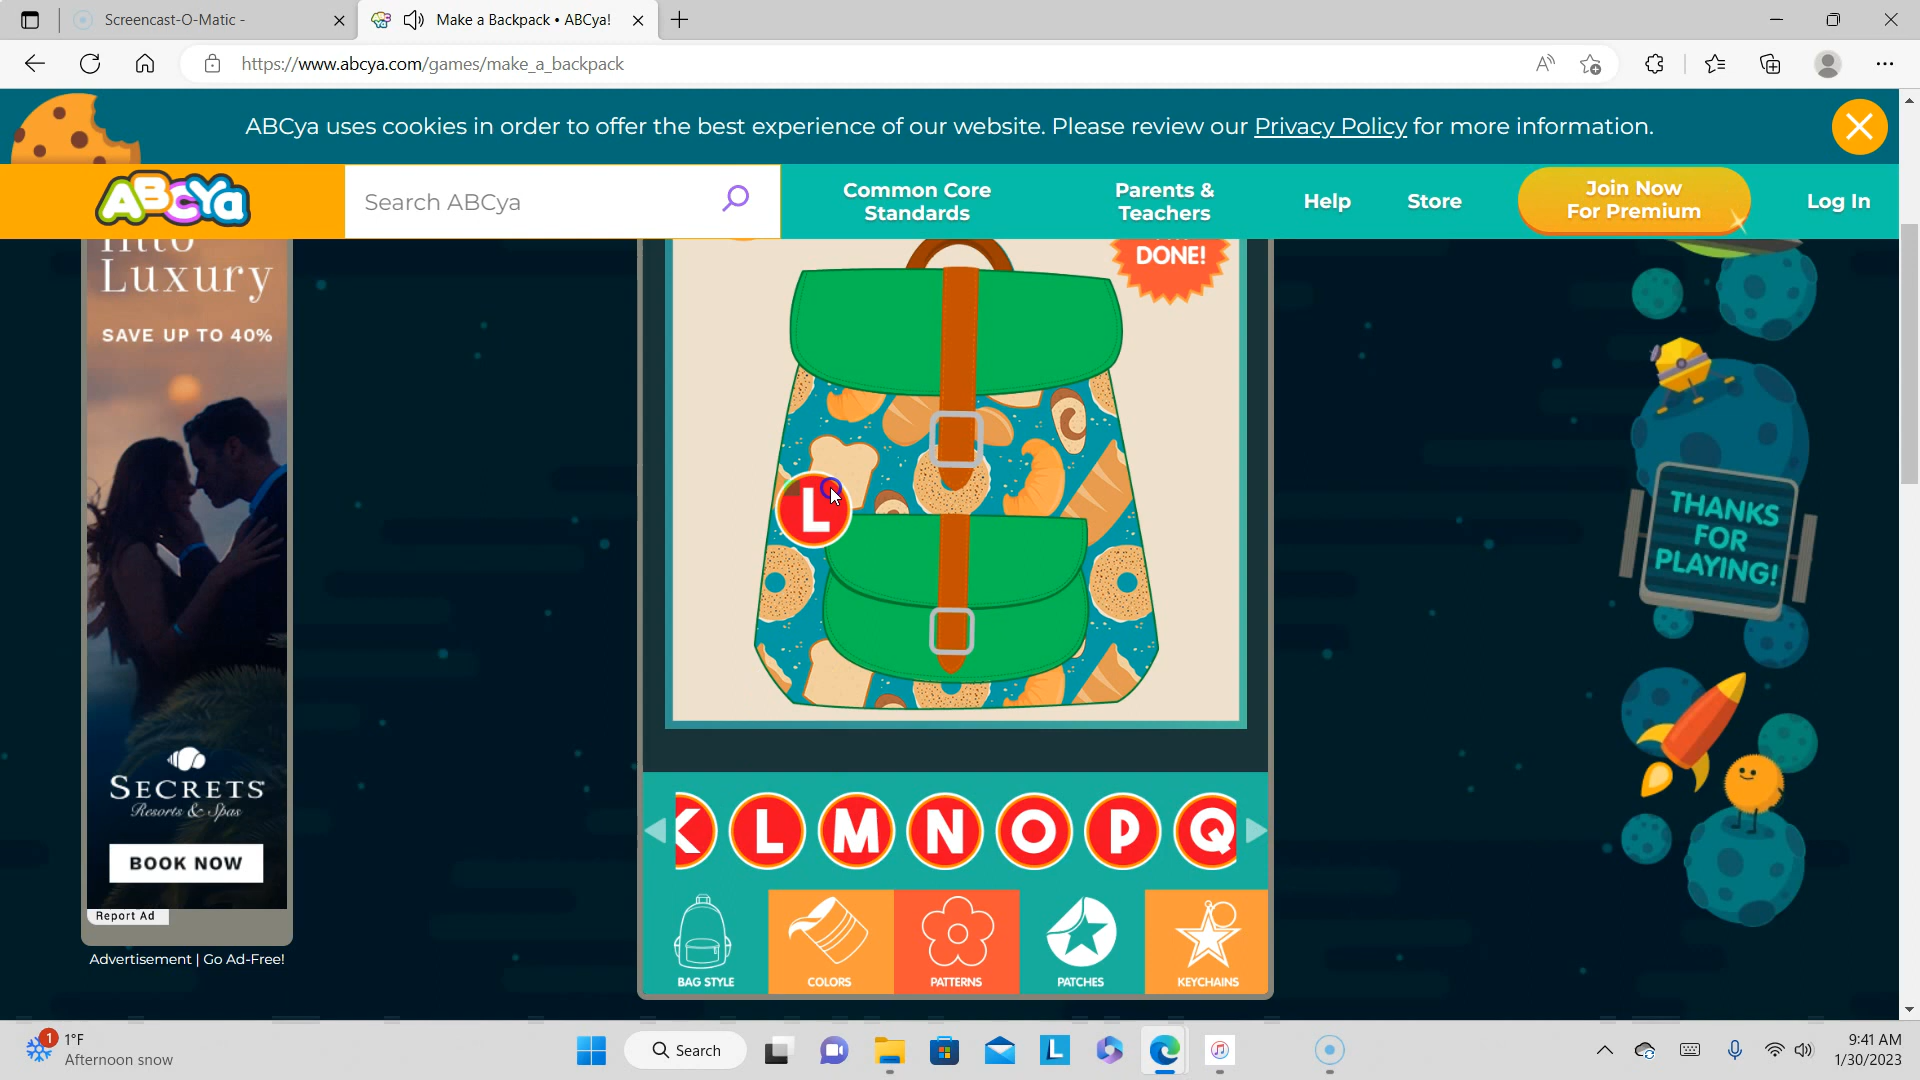 Screencast-O-Matic -
Make a Backpack • ABCya!
https://www.abcya.com/games/make_a_backpack
ABCya uses cookies in order to offer the best experience of our website. Please review our Privacy Policy for more information.
ABCYa
Search ABCya
Common Core
Standards
Parents &
Teachers
Help
Store
Join Now
For Premium
Log In
Into
Luxury
SAVE UP TO 40%
SECRETS
Resorts & Spas
BOOK NOW
Report Ad
Advertisement | Go Ad-Free!
DONE!
L
K L M N O P Q
BAG STYLE
COLORS
PATTERNS
PATCHES
KEYCHAINS
THANKS
FOR
PLAYING!
1
1°F
Afternoon snow
Search
L
9:41 AM
1/30/2023